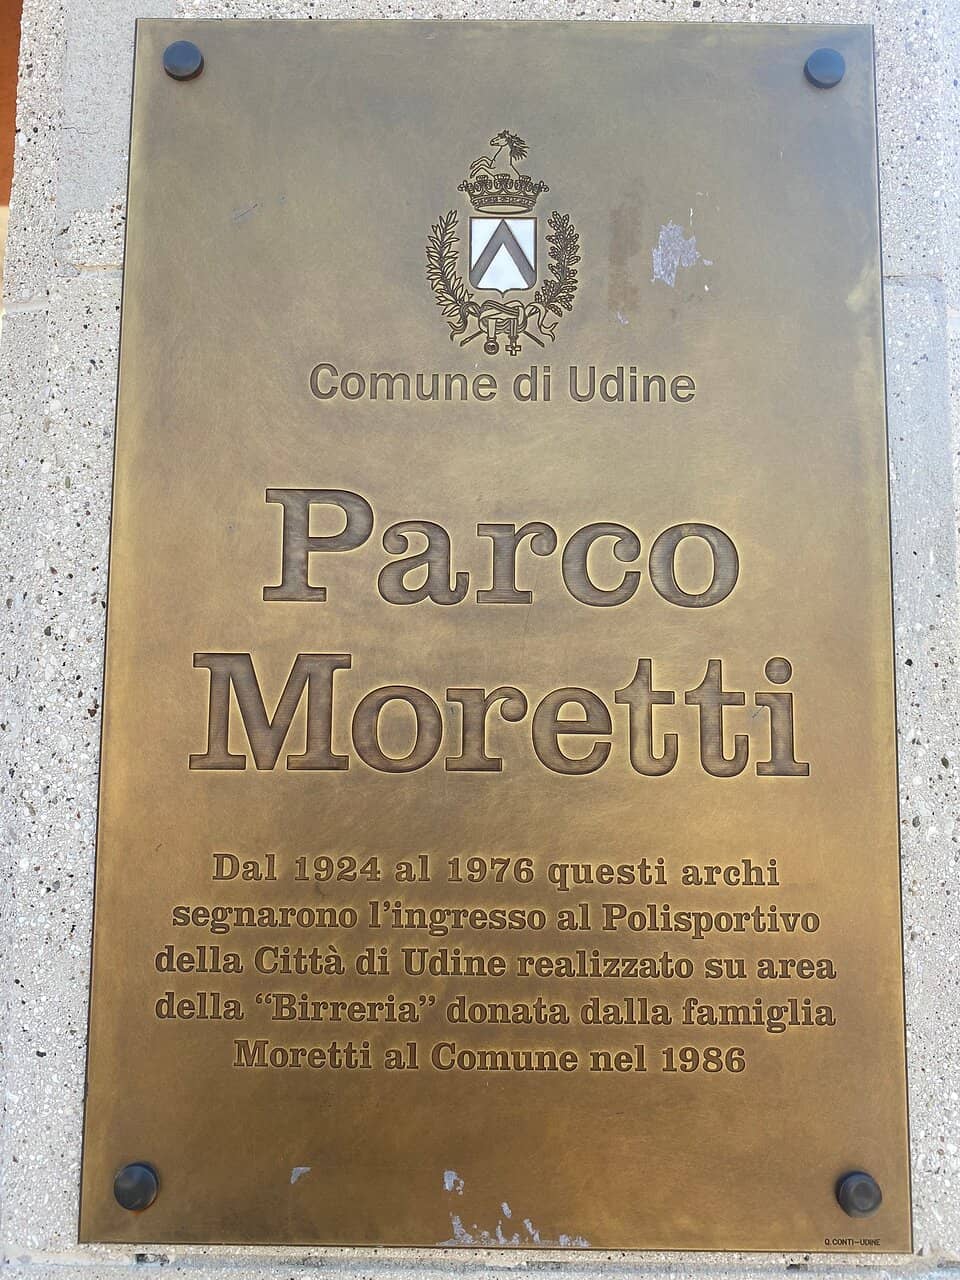 Comune di Udine
Parco
Moretti
Dal 1924 al 1976 questi archi
segnarono l'ingresso al Polisportivo
della Città di Udine realizzato su area
della “Birreria” donata dalla famiglia
Moretti al Comune nel 1986
Q. CONTI-UDINE